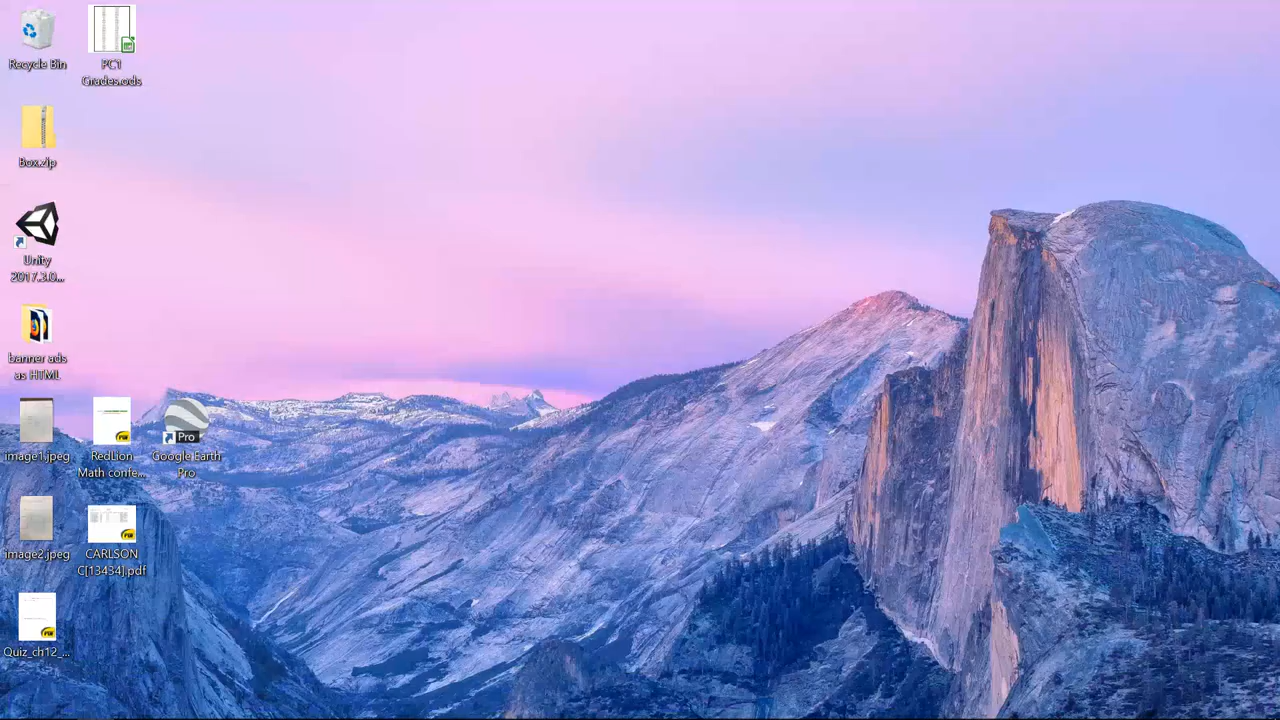 Recycle Bin
PC1
Grades.ods
Box.zip
Unity
2017.3.0...
banner ads
as HTML
image1.jpeg
RedLion
Math confe...
Pro
Google Earth
Pro
image2.jpeg
CARLSON
C[13434].pdf
Quiz_ch12_...